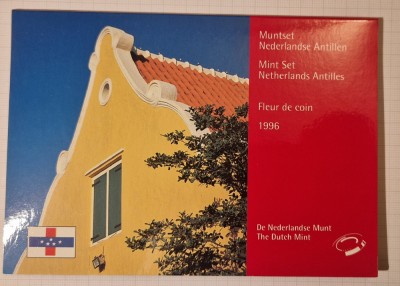 Muntset
Nederlandse Antillen
Mint Set
Netherlands Antilles
Fleur de coin
1996
De Nederlandse Munt
The Dutch Mint